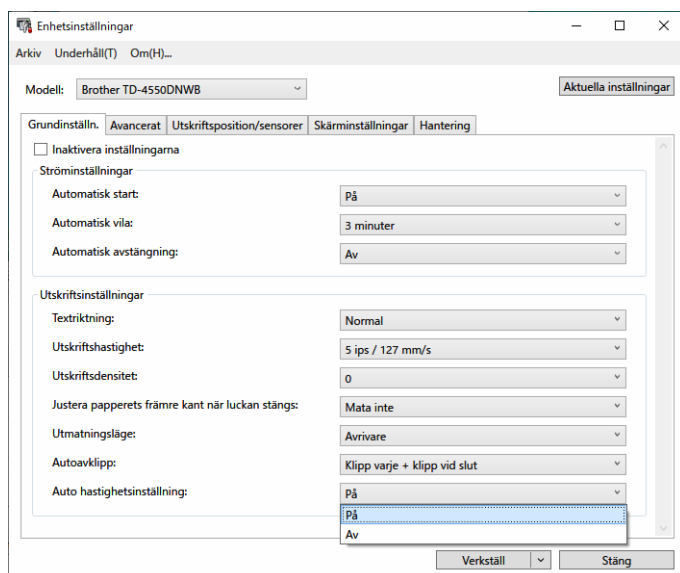 Enhetsinställningar
Arkiv Underhåll(T) Om(H)...
Modell: Brother TD-4550DNWB Aktuella inställningar
Grundinställn. Avancerat Utskriftsposition/sensorer Skärminställningar Hantering
Inaktivera inställningarna
Ströminställningar
Automatisk start: På
Automatisk vila: 3 minuter
Automatisk avstängning: Av
Utskriftsinställningar
Textriktning: Normal
Utskriftshastighet: 5 ips / 127 mm/s
Utskriftsdensitet: 0
Justera papperets främre kant när luckan stängs: Mata inte
Utmatningsläge: Avrivare
Autoavklipp: Klipp varje + klipp vid slut
Auto hastighetsinställning: På
På
Av
Verkställ Stäng